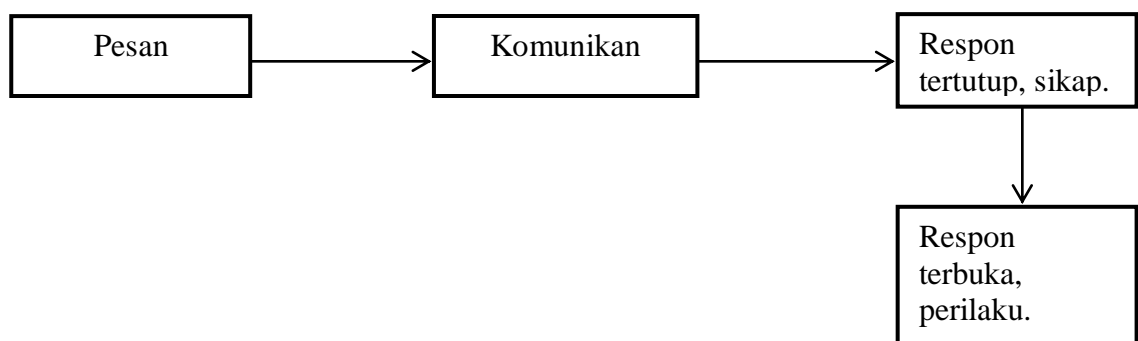 Pesan
Komunikan
Respon
tertutup, sikap.
Respon
terbuka,
perilaku.